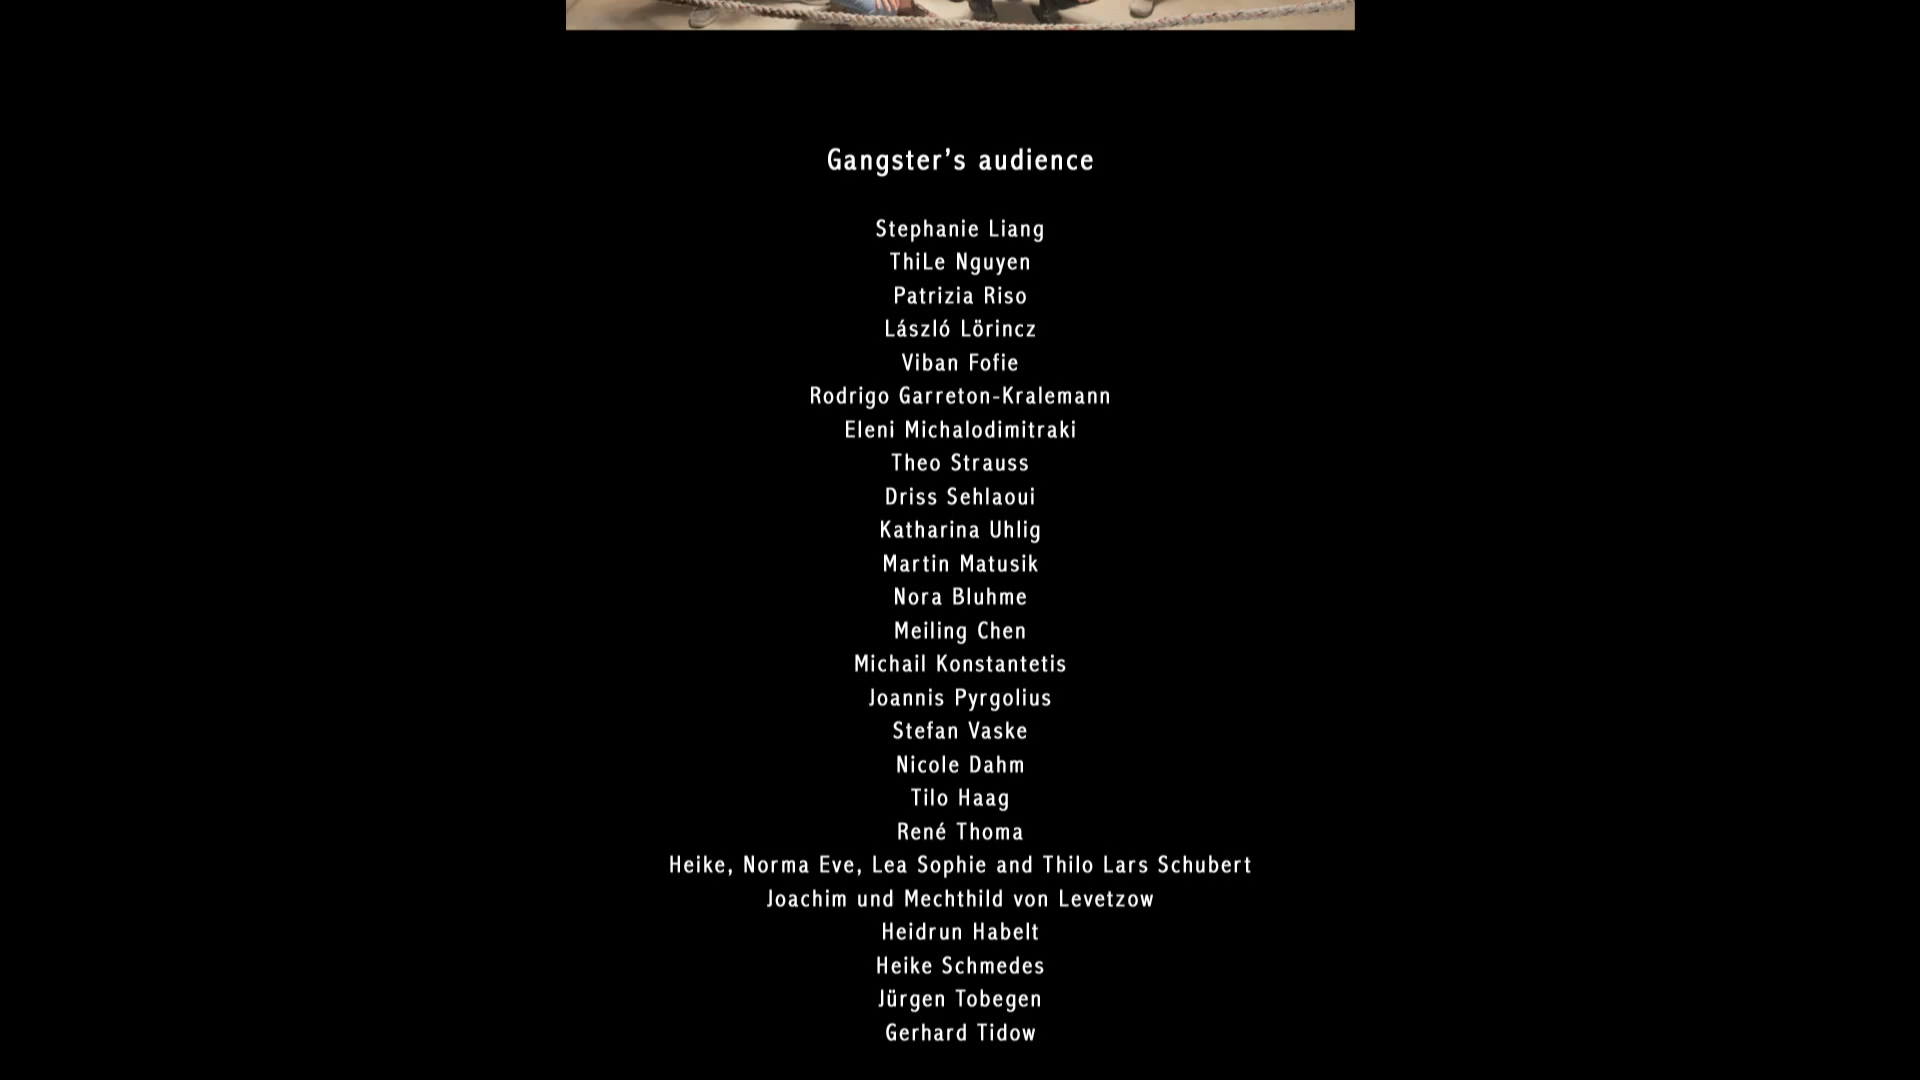 Gangster’s audience
Stephanie Liang
ThiLe Nguyen
Patrizia Riso
László Lörincz
Viban Fofie
Rodrigo Garreton-Kralemann
Eleni Michalodimitraki
Theo Strauss
Driss Sehlaoui
Katharina Uhlig
Martin Matusik
Nora Bluhme
Meiling Chen
Michail Konstantetis
Joannis Pyrgolius
Stefan Vaske
Nicole Dahm
Tilo Haag
René Thoma
Heike, Norma Eve, Lea Sophie and Thilo Lars Schubert
Joachim und Mechthild von Levetzow
Heidrun Habelt
Heike Schmedes
Jürgen Tobegen
Gerhard Tidow